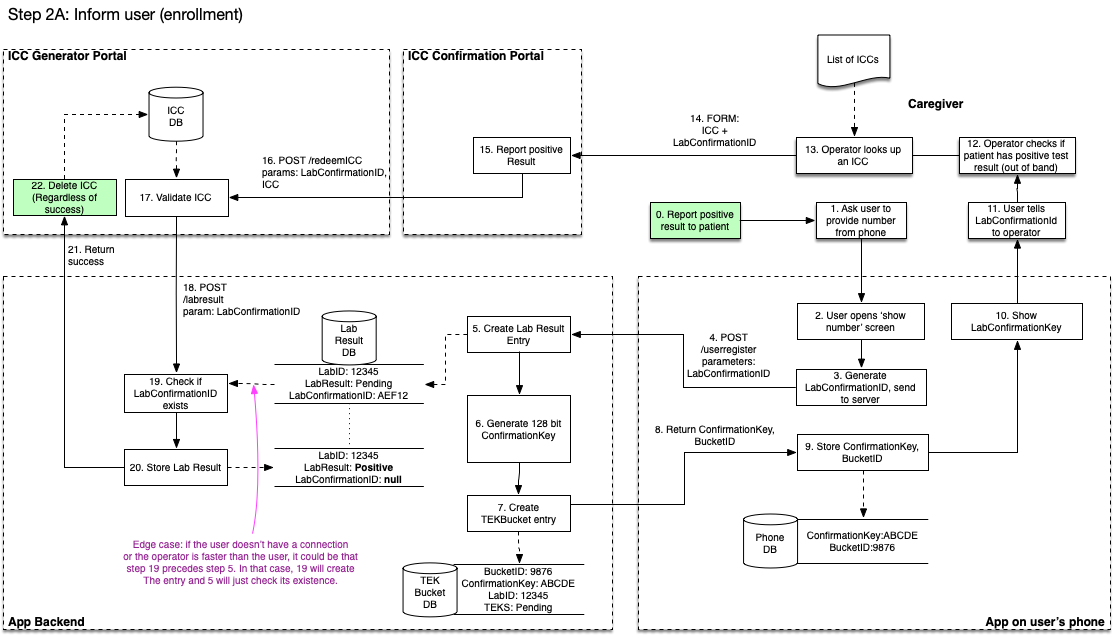 Step 2A: Inform user (enrollment)
ICC Generator Portal
ICC
DB
22. Delete ICC
(Regardless of
success)
17. Validate ICC
16. POST /redeemICC
params: LabConfirmationID,
ICC
ICC Confirmation Portal
15. Report positive
Result
14. FORM:
ICC +
LabConfirmationID
List of ICCs
Caregiver
13. Operator looks up
an ICC
12. Operator checks if
patient has positive test
result (out of band)
0. Report positive
result to patient
1. Ask user to
provide number
from phone
11. User tells
LabConfirmationId
to operator
21. Return
success
18. POST
/labresult
param: LabConfirmationID
Lab
Result
DB
LabID: 12345
LabResult: Pending
LabConfirmationID: AEF12
19. Check if
LabConfirmationID
exists
20. Store Lab Result
LabID: 12345
LabResult: Positive
LabConfirmationID: null
5. Create Lab Result
Entry
6. Generate 128 bit
ConfirmationKey
7. Create
TEKBucket entry
Edge case: if the user doesn't have a connection
or the operator is faster than the user, it could be that
step 19 precedes step 5. In that case, 19 will create
The entry and 5 will just check its existence.
TEK
Bucket
DB
BucketID: 9876
ConfirmationKey: ABCDE
LabID: 12345
TEKS: Pending
App Backend
4. POST
/userregister
parameters:
LabConfirmationID
2. User opens ‘show
number’ screen
10. Show
LabConfirmationKey
3. Generate
LabConfirmationID, send
to server
8. Return ConfirmationKey,
BucketID
9. Store ConfirmationKey,
BucketID
Phone
DB
ConfirmationKey:ABCDE
BucketID:9876
App on user's phone